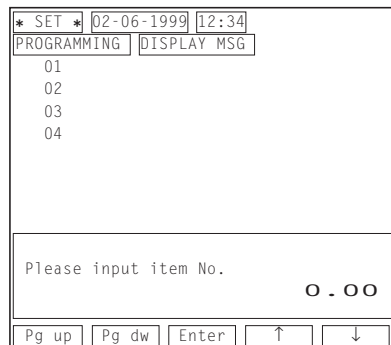 * SET * 02-06-1999 12:34
PROGRAMMING DISPLAY MSG
01
02
03
04
Please input item No.
0.00
Pg up Pg dw Enter ↑ ↓